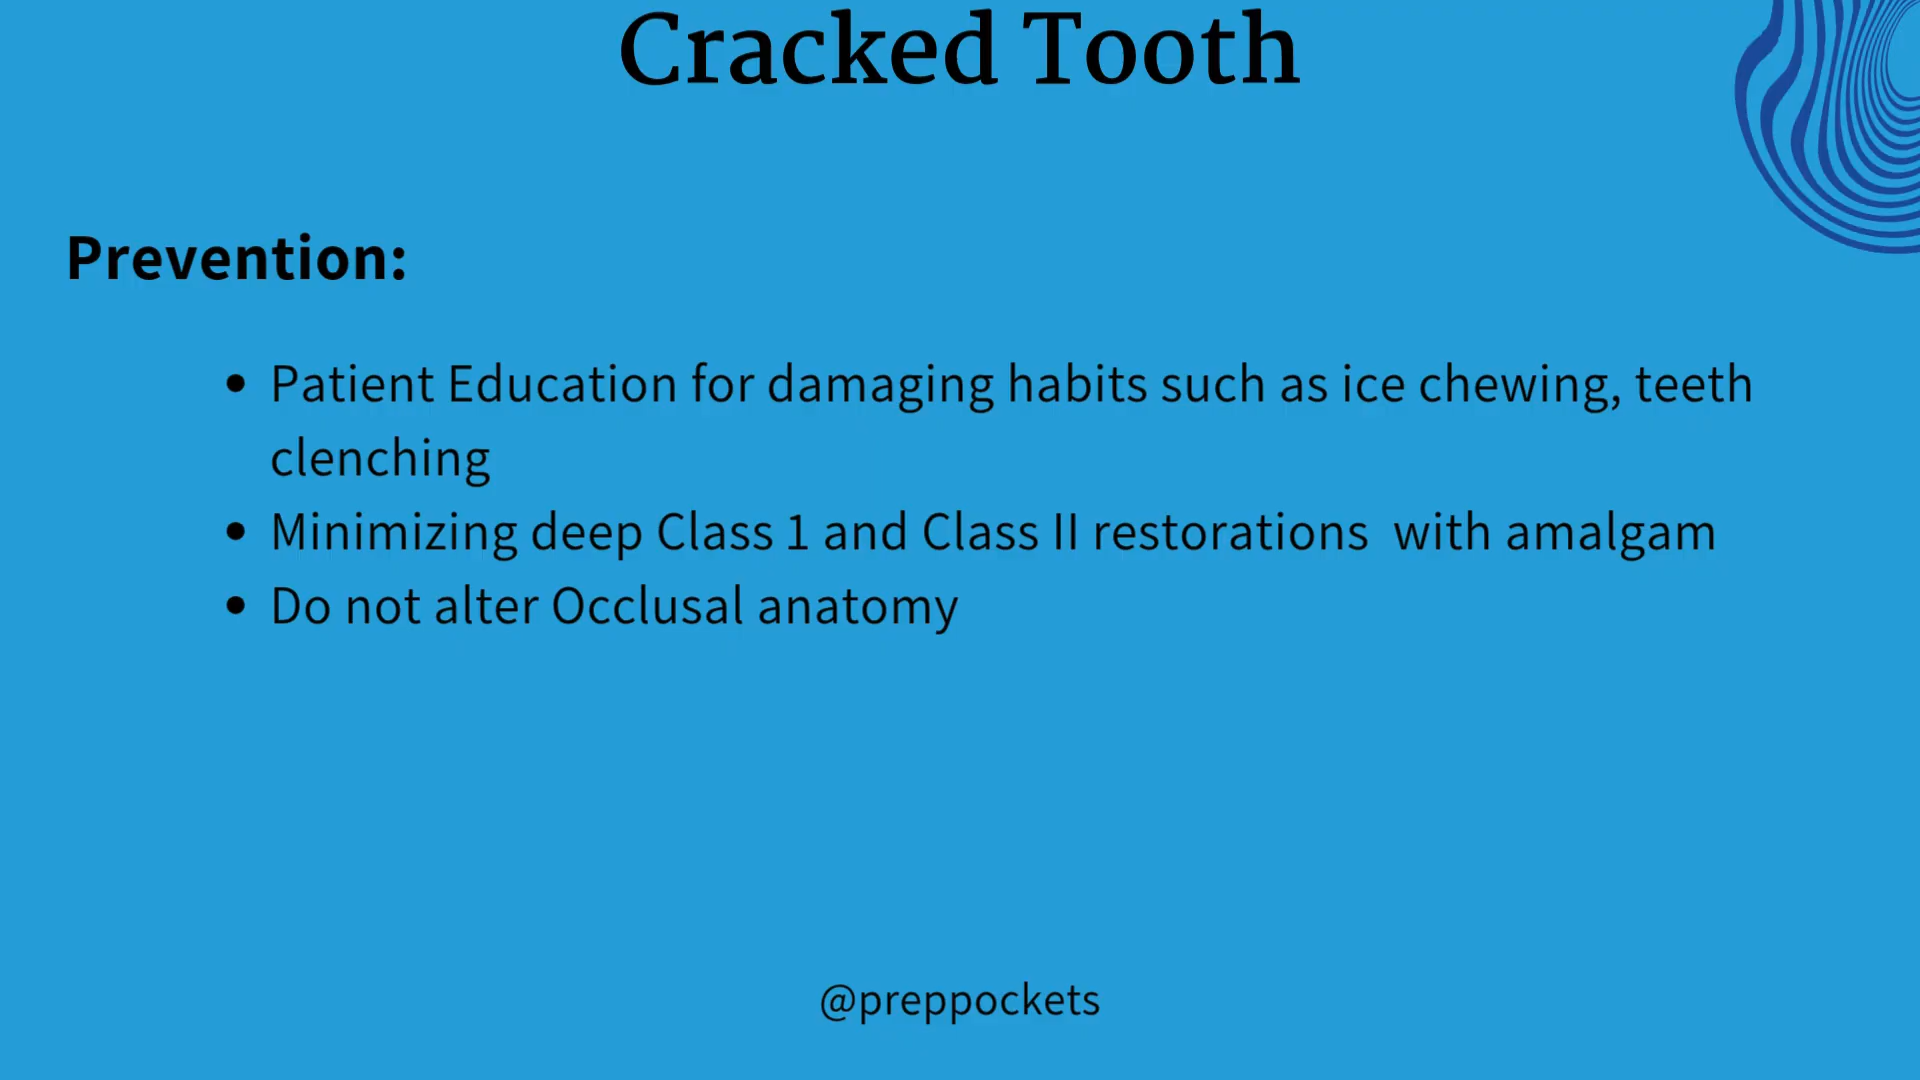 Cracked Tooth
Prevention:
• Patient Education for damaging habits such as ice chewing, teeth
clenching
• Minimizing deep Class 1 and Class II restorations  with amalgam
• Do not alter Occlusal anatomy
@preppockets